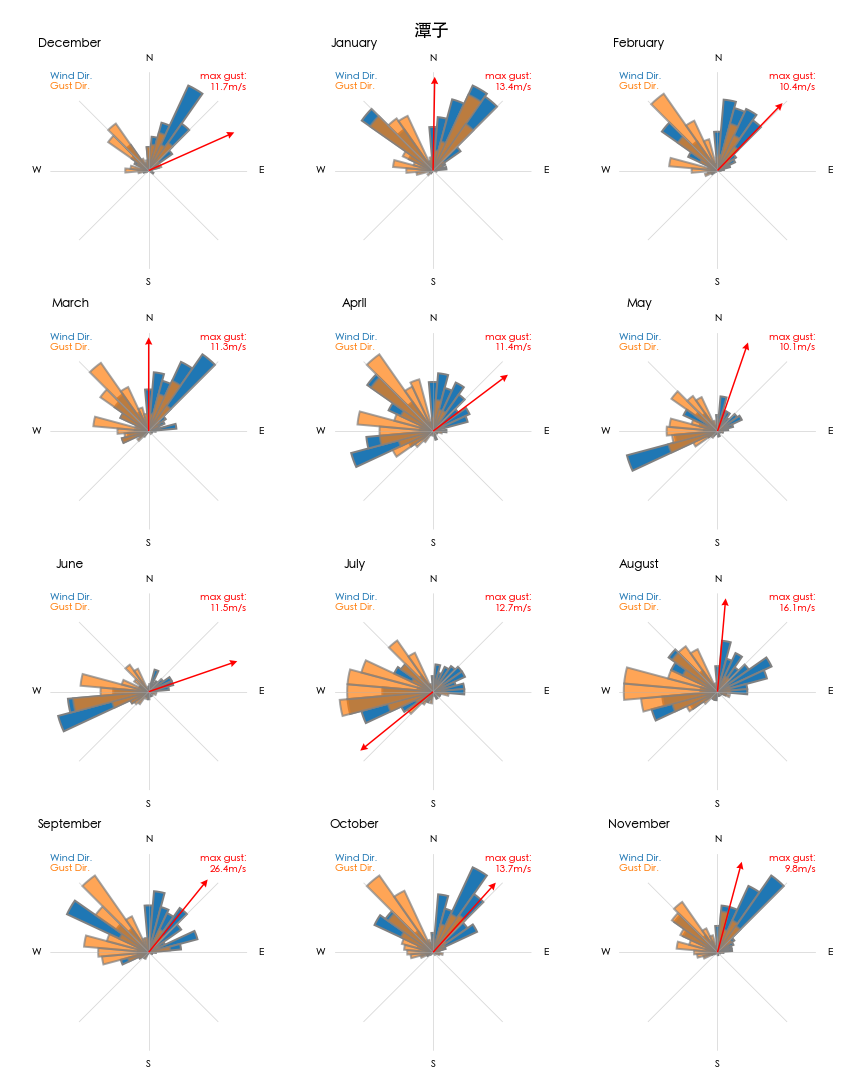 潭子
December
N
Wind Dir.
Gust Dir.
max gust:
11.7m/s
W
E
S
January
N
Wind Dir.
Gust Dir.
max gust:
13.4m/s
W
E
S
February
N
Wind Dir.
Gust Dir.
max gust:
10.4m/s
W
E
S
March
N
Wind Dir.
Gust Dir.
max gust:
11.3m/s
W
E
S
April
N
Wind Dir.
Gust Dir.
max gust:
11.4m/s
W
E
S
May
N
Wind Dir.
Gust Dir.
max gust:
10.1m/s
W
E
S
June
N
Wind Dir.
Gust Dir.
max gust:
11.5m/s
W
E
S
July
N
Wind Dir.
Gust Dir.
max gust:
12.7m/s
W
E
S
August
N
Wind Dir.
Gust Dir.
max gust:
16.1m/s
W
E
S
September
N
Wind Dir.
Gust Dir.
max gust:
26.4m/s
W
E
S
October
N
Wind Dir.
Gust Dir.
max gust:
13.7m/s
W
E
S
November
N
Wind Dir.
Gust Dir.
max gust:
9.8m/s
W
E
S